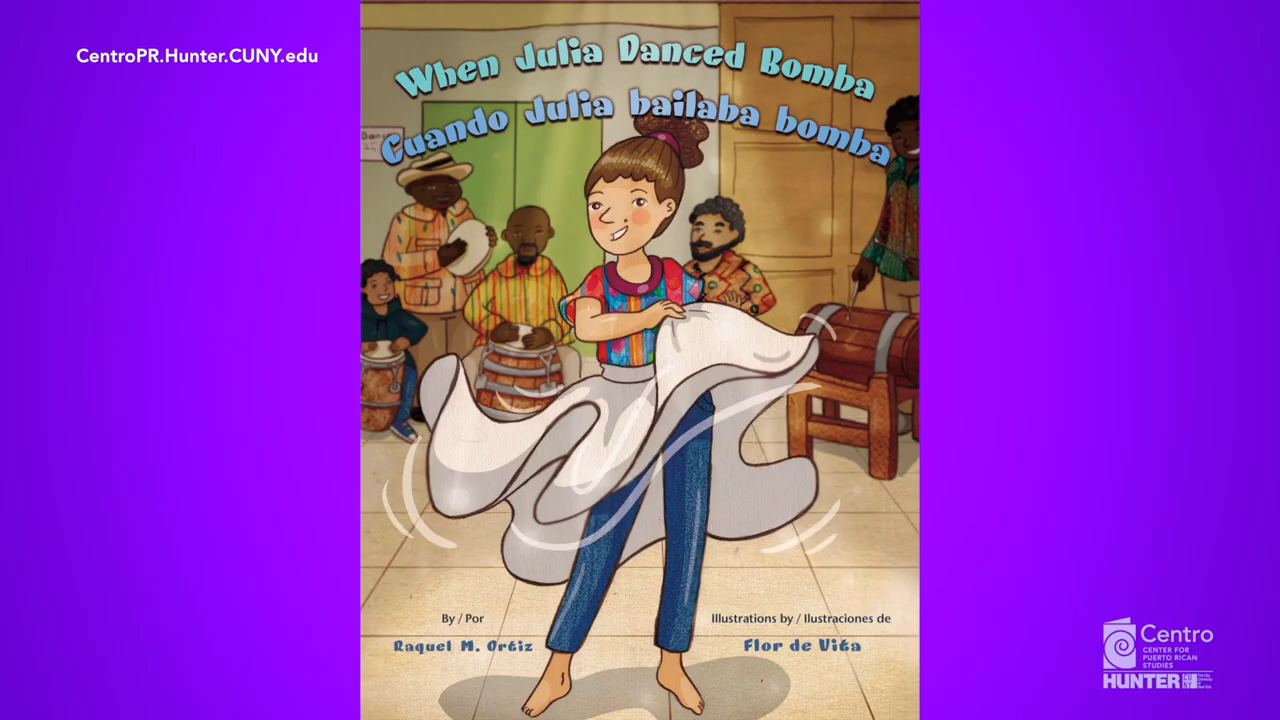 CentroPR.Hunter.CUNY.edu
When Julia Danced Bomba
Cuando Julia bailaba bomba
By / Por
Raquel M. Ortiz
Illustrations by / Ilustraciones de
Flor de Vita
Centro
CENTER FOR
PUERTO RICAN
STUDIES
HUNTER